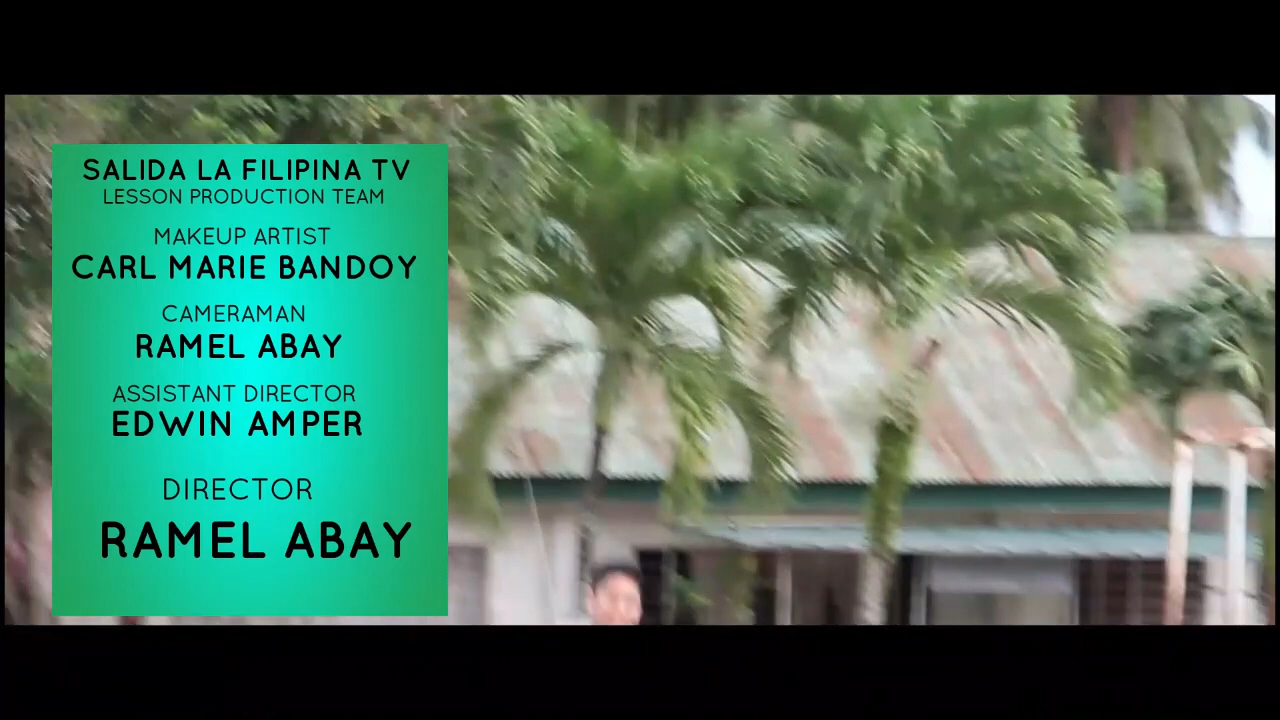 SALIDA LA FILIPINA TV
LESSON PRODUCTION TEAM
MAKEUP ARTIST
CARL MARIE BANDOY
CAMERAMAN
RAMEL ABAY
ASSISTANT DIRECTOR
EDWIN AMPER
DIRECTOR
RAMEL ABAY